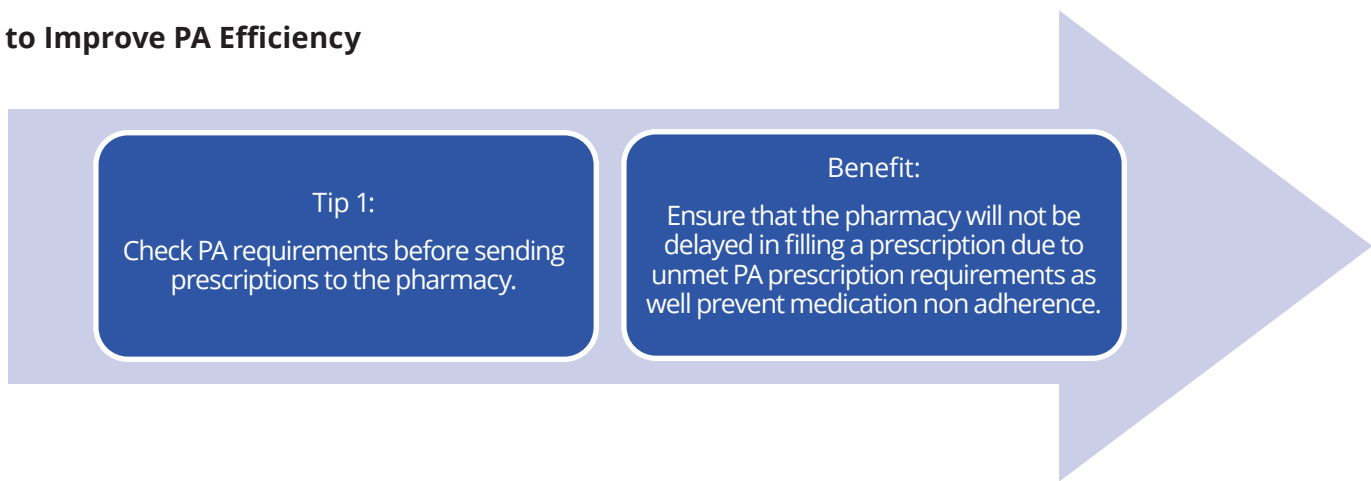 to Improve PA Efficiency
Tip 1:
Check PA requirements before sending
prescriptions to the pharmacy.
Benefit:
Ensure that the pharmacy will not be
delayed in filling a prescription due to
unmet PA prescription requirements as
well prevent medication non adherence.